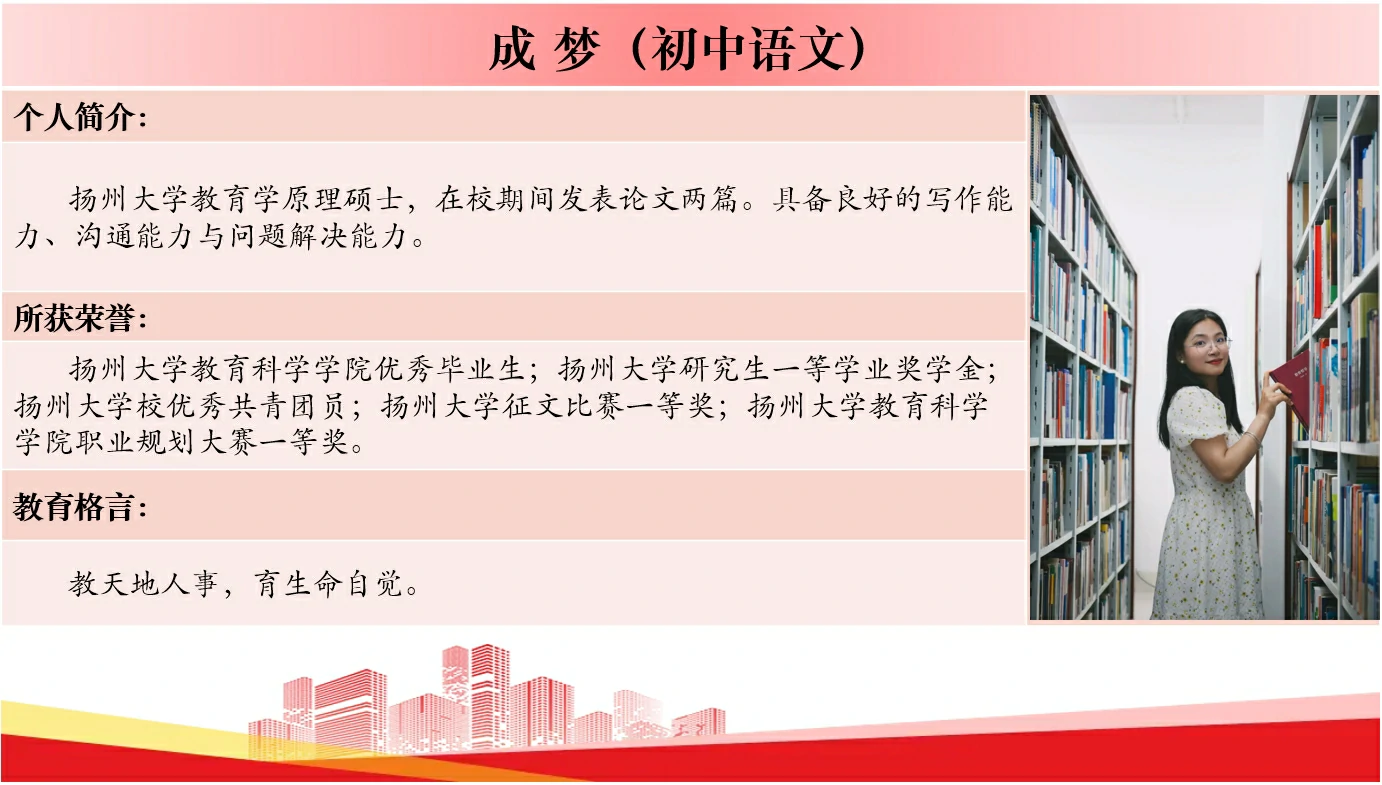 成 梦（初中语文）
个人简介：
扬州大学教育学原理硕士，在校期间发表论文两篇。具备良好的写作能
力、沟通能力与问题解决能力。
所获荣誉：
扬州大学教育科学学院优秀毕业生；扬州大学研究生一等学业奖学金；
扬州大学校优秀共青团员；扬州大学征文比赛一等奖；扬州大学教育科学
学院职业规划大赛一等奖。
教育格言：
教天地人事，育生命自觉。